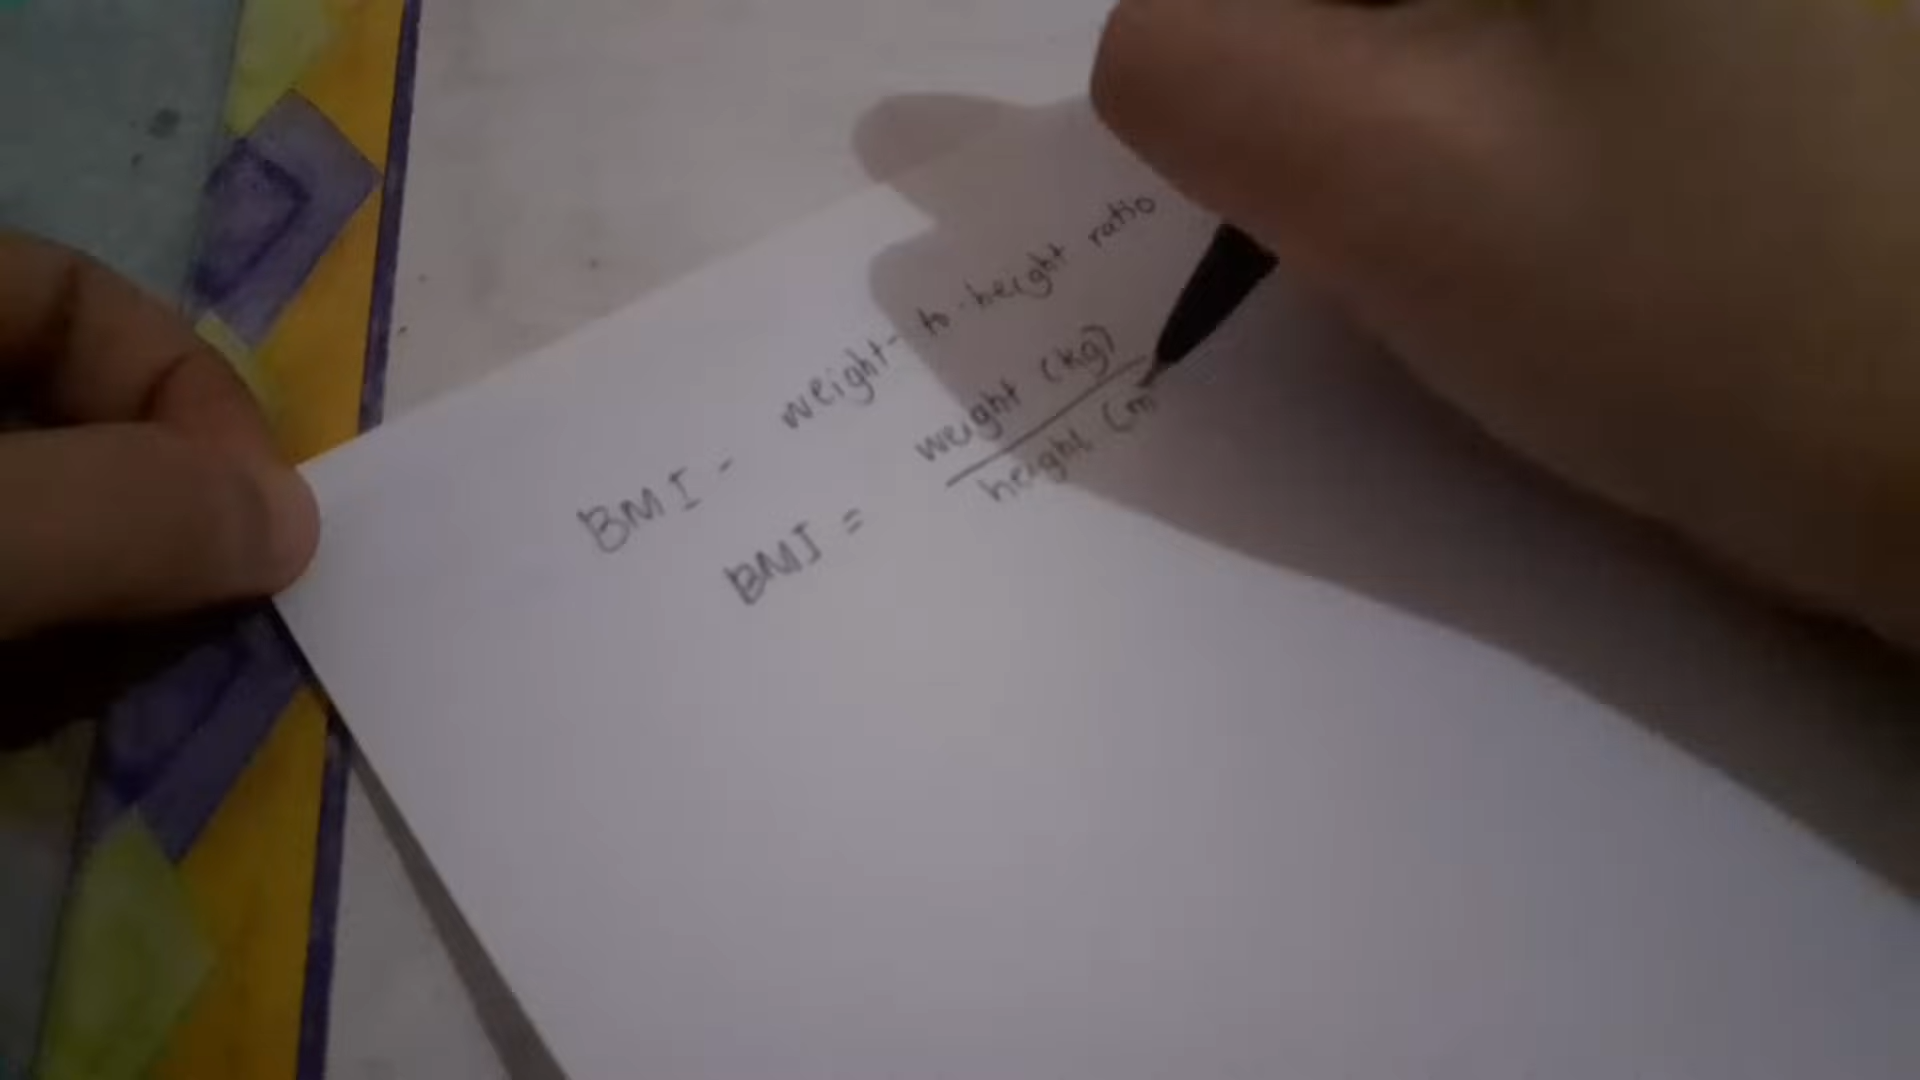 BMI - weight-to-height ratio
BMI = weight (kg)
height (m